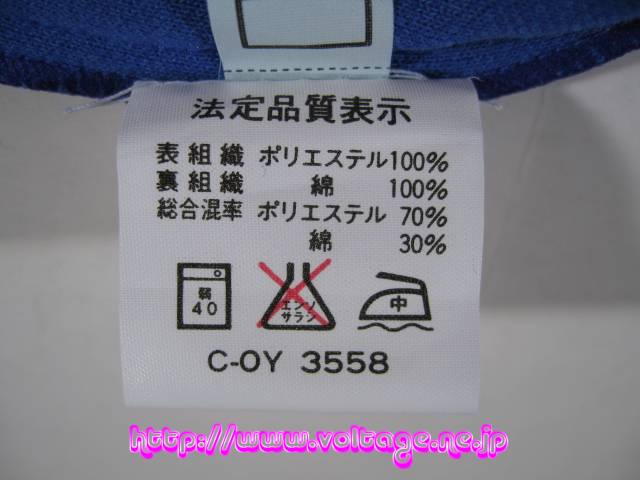 法定品質表示
表組織 ポリエステル100%
裏組織 綿 100%
総合混率 ポリエステル 70%
綿 30%
弱
40
エンソ
サラシ
中
C-OY 3558
http://www.voltage.ne.jp